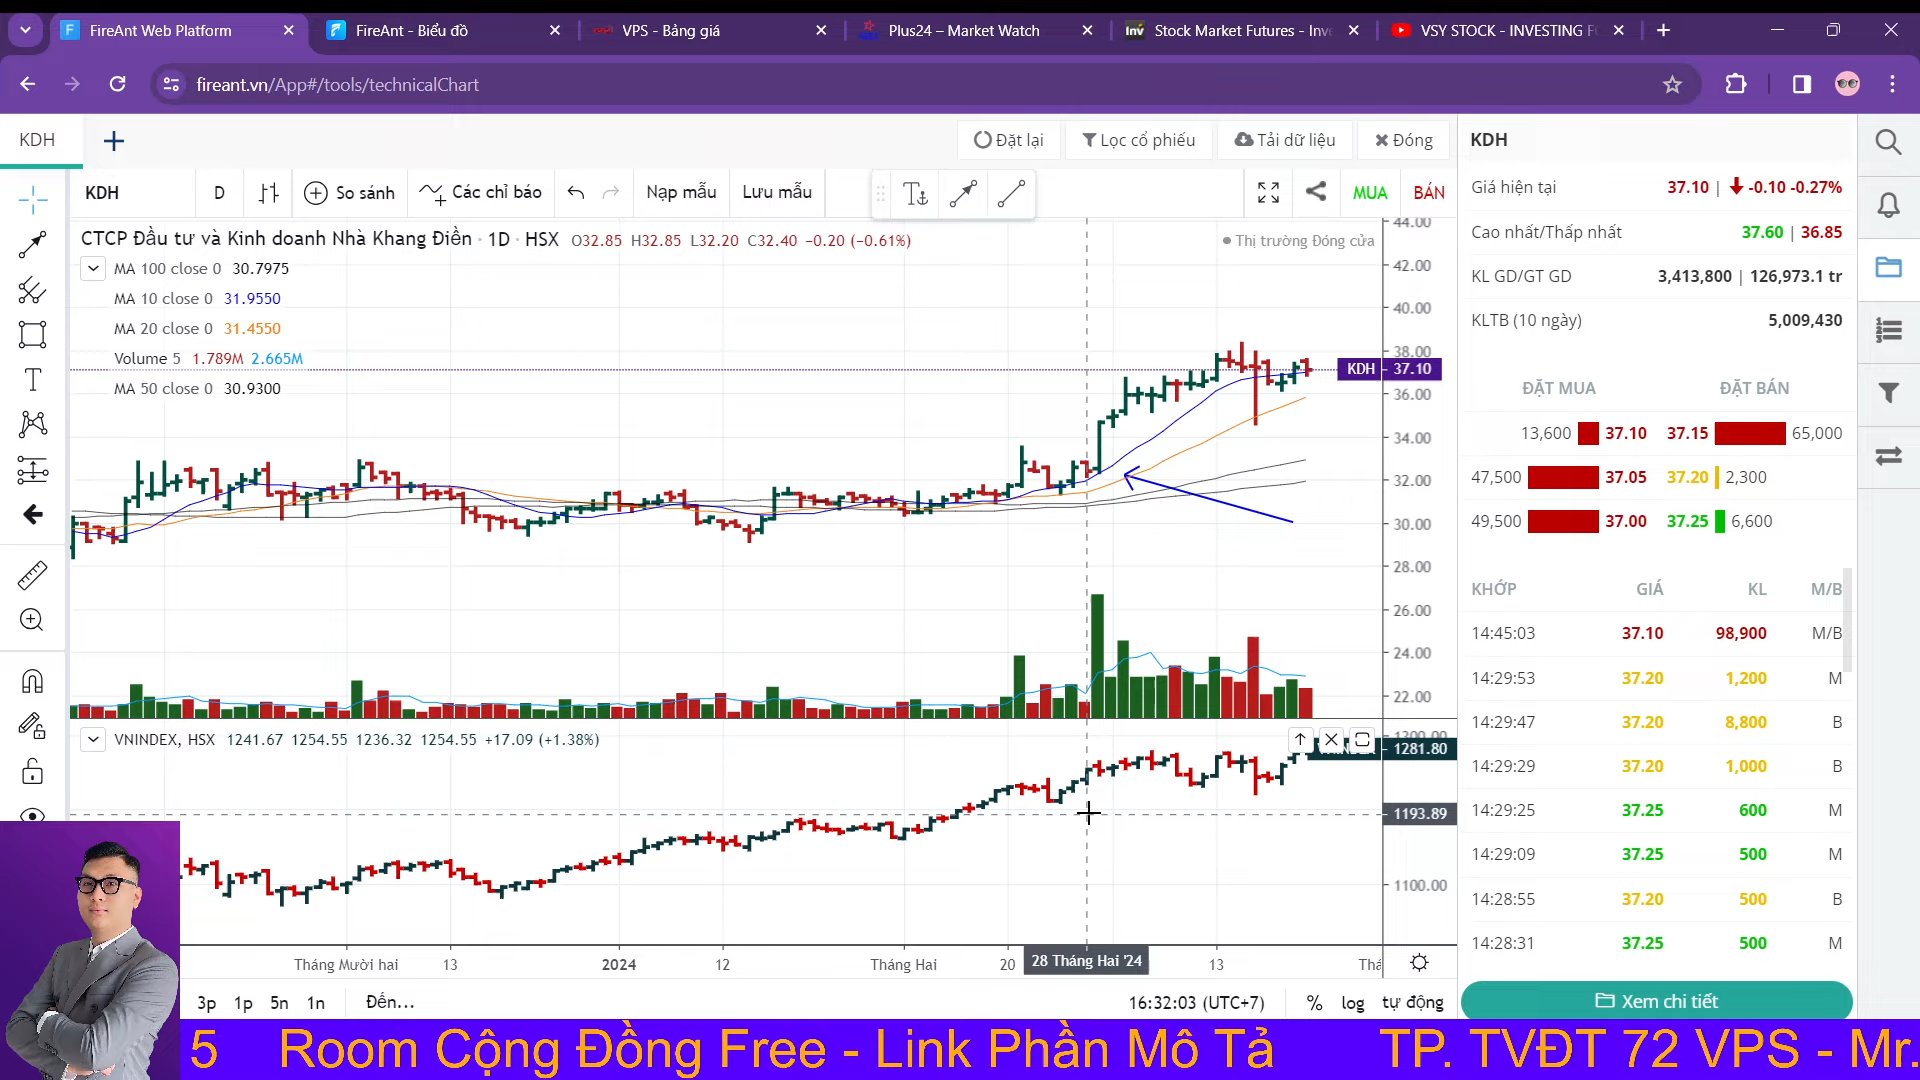 FireAnt Web Platform
FireAnt - Biểu đồ
VPS - Bảng giá
Plus24 – Market Watch
Stock Market Futures - Inve
VSY STOCK - INVESTING F
fireant.vn/App#/tools/technicalChart
KDH
Đặt lại
Lọc cổ phiếu
Tải dữ liệu
Đóng
KDH
KDH
D
So sánh
Các chỉ báo
Nạp mẫu
Lưu mẫu
MUA
BÁN
CTCP Đầu tư và Kinh doanh Nhà Khang Điền · 1D · HSX O32.85 H32.85 L32.20 C32.40 −0.20 (−0.61%)
Thị trường Đóng cửa
MA 100 close 0 30.7975
MA 10 close 0 31.9550
MA 20 close 0 31.4550
Volume 5 1.789M 2.665M
MA 50 close 0 30.9300
44.00
42.00
40.00
38.00
KDH 37.10
36.00
34.00
32.00
30.00
28.00
26.00
24.00
22.00
VNINDEX, HSX 1241.67 1254.55 1236.32 1254.55 +17.09 (+1.38%)
1281.80
1193.89
1100.00
Tháng Mười hai
13
2024
12
Tháng Hai
20
28 Tháng Hai '24
13
Thá
3p 1p 5n 1n Đến...
16:32:03 (UTC+7) % log tự động
Giá hiện tại 37.10 | -0.10 -0.27%
Cao nhất/Thấp nhất 37.60 | 36.85
KL GD/GT GD 3,413,800 | 126,973.1 tr
KLTB (10 ngày) 5,009,430
ĐẶT MUA ĐẶT BÁN
13,600 37.10 37.15 65,000
47,500 37.05 37.20 2,300
49,500 37.00 37.25 6,600
KHỚP GIÁ KL M/B
14:45:03 37.10 98,900 M/B
14:29:53 37.20 1,200 M
14:29:47 37.20 8,800 B
14:29:29 37.20 1,000 B
14:29:25 37.25 600 M
14:29:09 37.25 500 M
14:28:55 37.20 500 B
14:28:31 37.25 500 M
Xem chi tiết
5 Room Cộng Đồng Free - Link Phần Mô Tả TP. TVĐT 72 VPS - Mr.